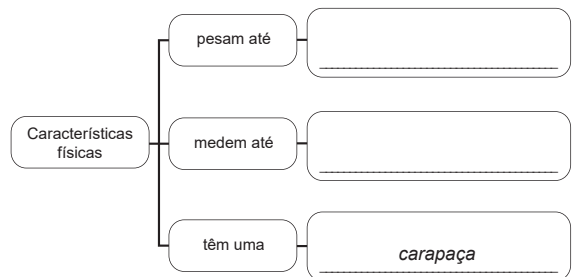 pesam até
Características
físicas
medem até
têm uma
carapaça